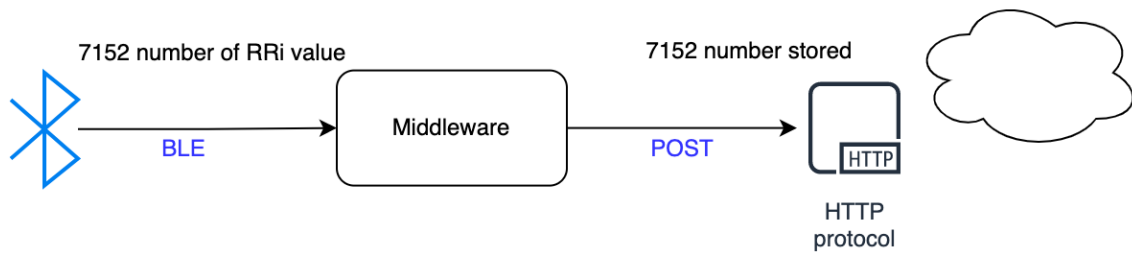 7152 number of RRi value
BLE
Middleware
7152 number stored
POST
HTTP
HTTP
protocol